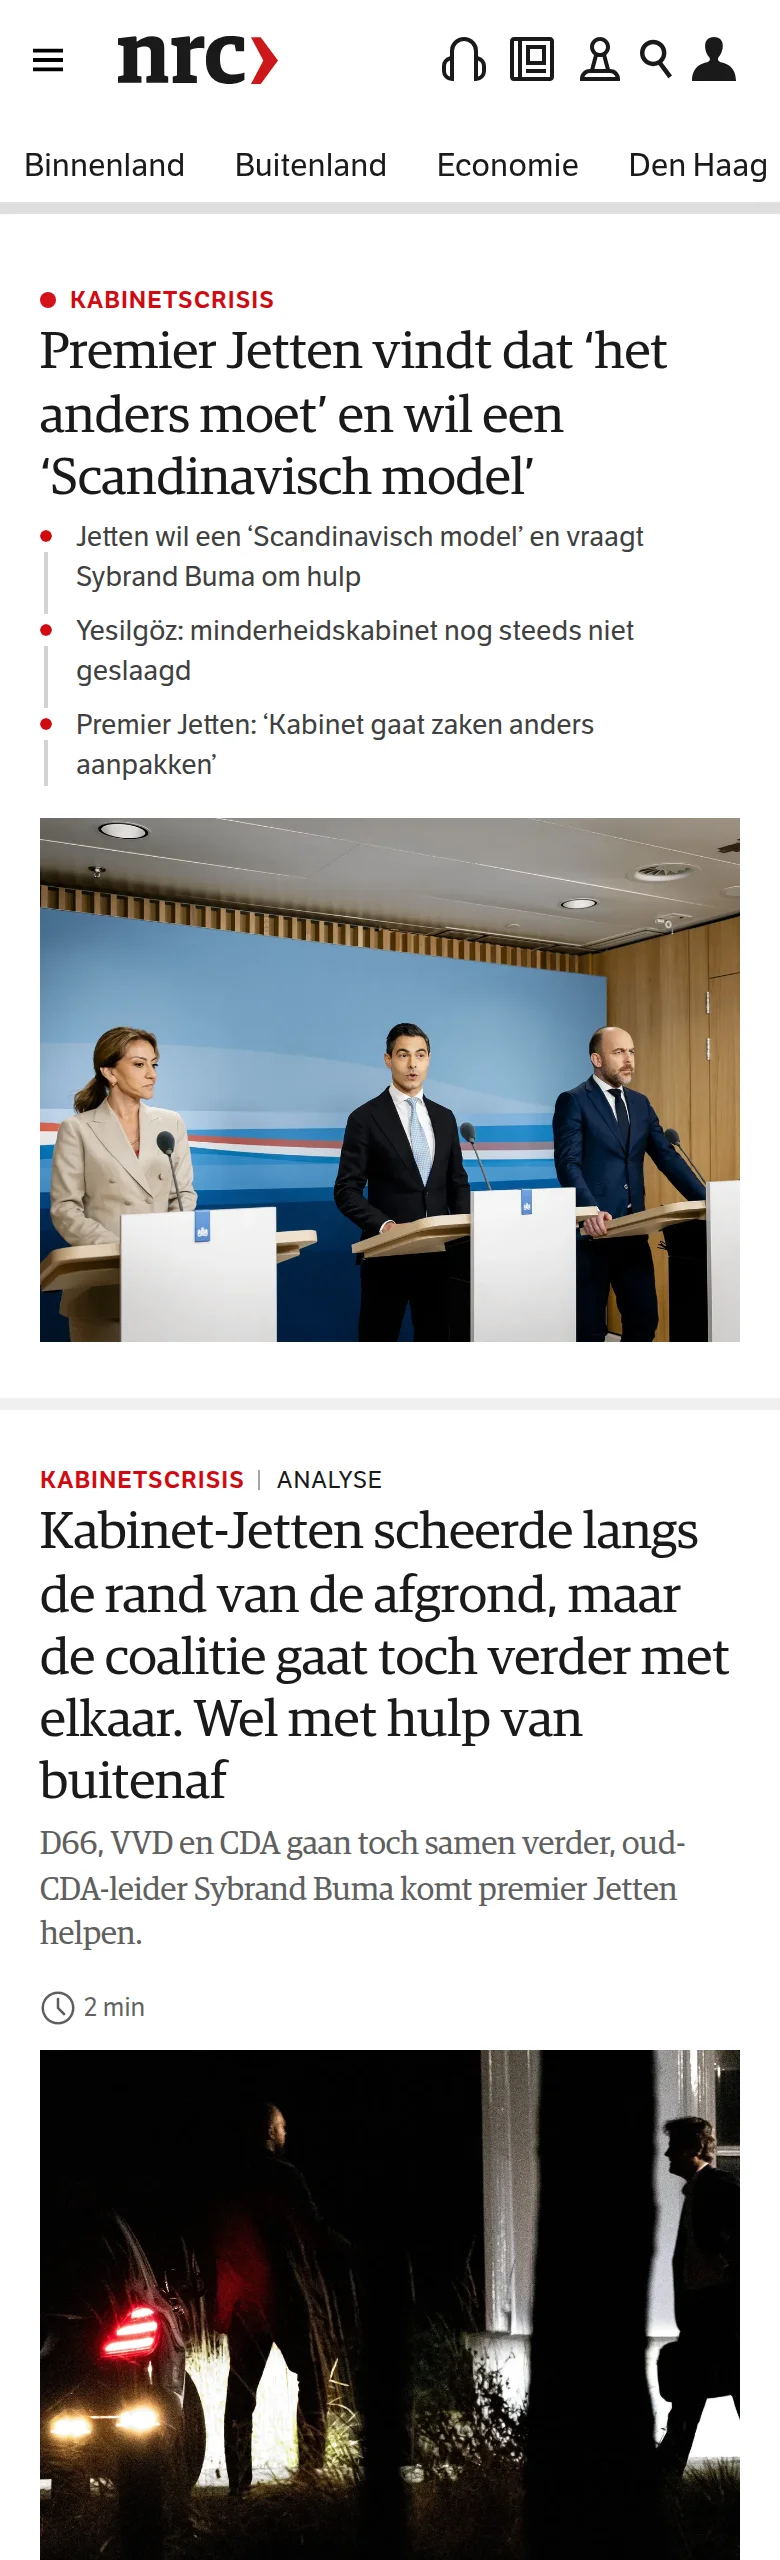 nrc
Binnenland Buitenland Economie Den Haag
KABINETSCRISIS
Premier Jetten vindt dat ‘het
anders moet’ en wil een
‘Scandinavisch model’
Jetten wil een ‘Scandinavisch model’ en vraagt
Sybrand Buma om hulp
Yesilgöz: minderheidskabinet nog steeds niet
geslaagd
Premier Jetten: ‘Kabinet gaat zaken anders
aanpakken’
KABINETSCRISIS | ANALYSE
Kabinet-Jetten scheerde langs
de rand van de afgrond, maar
de coalitie gaat toch verder met
elkaar. Wel met hulp van
buitenaf
D66, VVD en CDA gaan toch samen verder, oud-
CDA-leider Sybrand Buma komt premier Jetten
helpen.
2 min